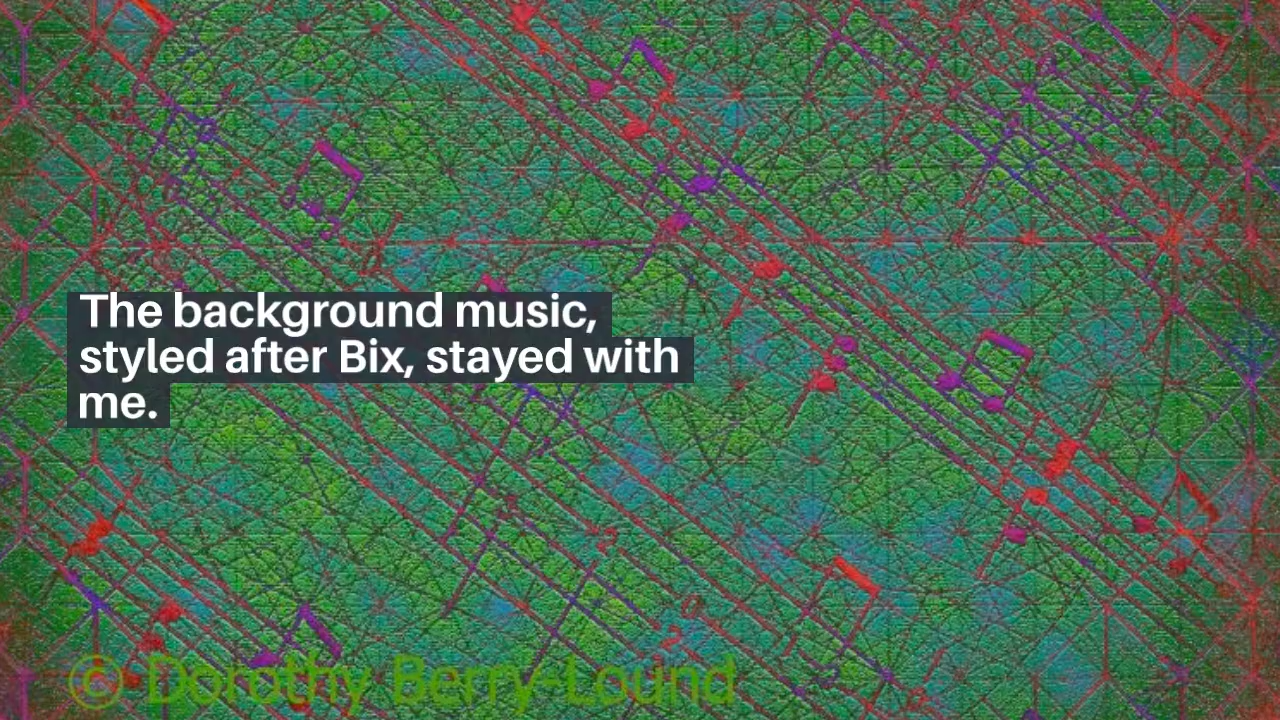 The background music,
styled after Bix, stayed with
me.
© Dorothy Berry-Lound